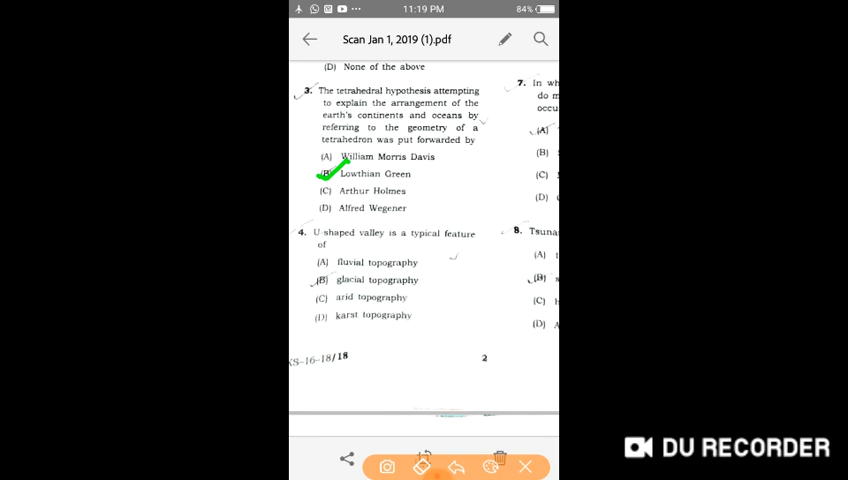 11:19 PM
84%
Scan Jan 1, 2019 (1).pdf
(D) None of the above
3. The tetrahedral hypothesis attempting
to explain the arrangement of the
earth's continents and oceans by
referring to the geometry of a
tetrahedron was put forwarded by
(A) William Morris Davis
(B) Lowthian Green
(C) Arthur Holmes
(D) Alfred Wegener
4. U-shaped valley is a typical feature
of
(A) fluvial topography
(B) glacial topography
(C) arid topography
(D) karst topography
KS-16-18/18
2
7. In wh
do m
occu
(A)
(B)
(C)
(D)
8. Tsuna
(A) t
(B) s
(C) h
(D) A
DU RECORDER